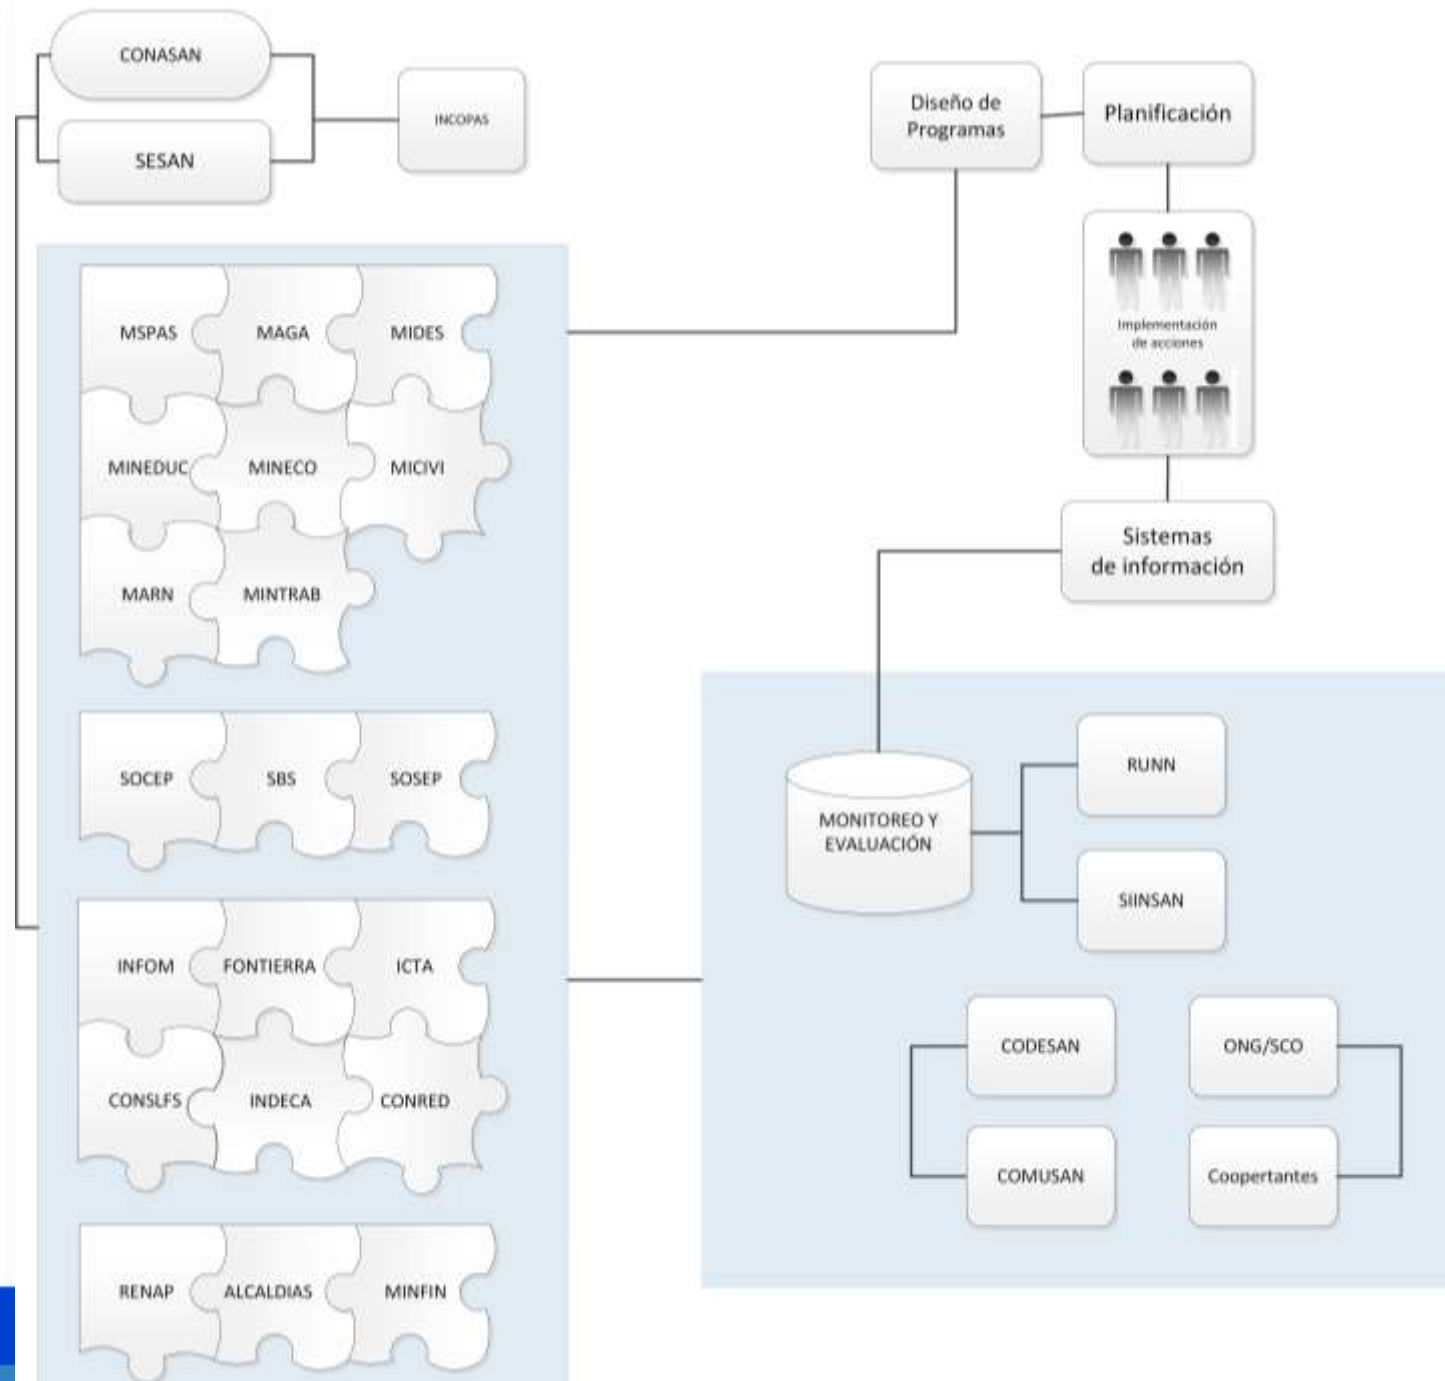 CONASAN
SESAN
INCOPAS
MSPAS
MAGA
MIDES
MINEDUC
MINECO
MICIVI
MARN
MINTRAB
SOCEP
SBS
SOSEP
INFOM
FONTIERRA
ICTA
CONSLFS
INDECA
CONRED
RENAP
ALCALDIAS
MINFIN
Diseño de
Programas
Planificación
Implementación
de acciones
Sistemas
de información
MONITOREO Y
EVALUACIÓN
RUNN
SIINSAN
CODESAN
ONG/SCO
COMUSAN
Coopertantes